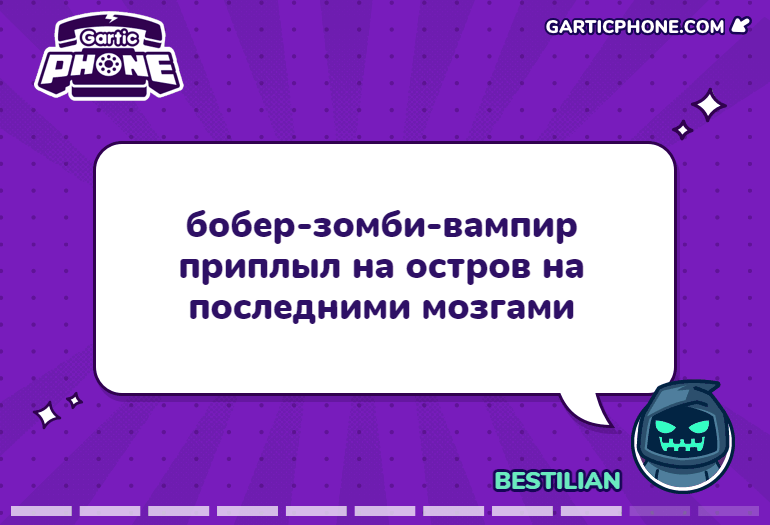 Gartic
PHONE
GARTICPHONE.COM
бобер-зомби-вампир
приплыл на остров на
последними мозгами
BESTILIAN